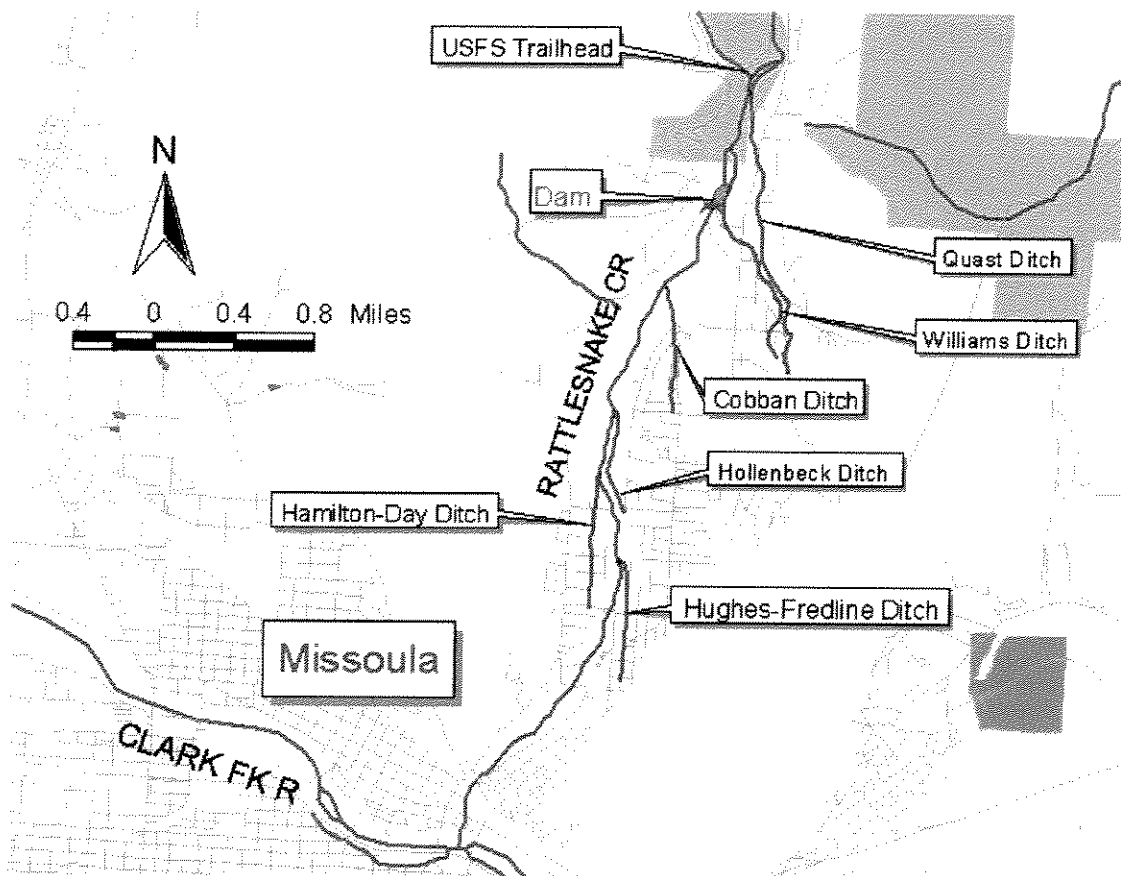 USFS Trailhead
N
Dam
0.4 0 0.4 0.8 Miles
Quast Ditch
Williams Ditch
RATTLESNAKE CR
Cobban Ditch
Hollenbeck Ditch
Hamilton-Day Ditch
Hughes-Fredline Ditch
Missoula
CLARK FK R